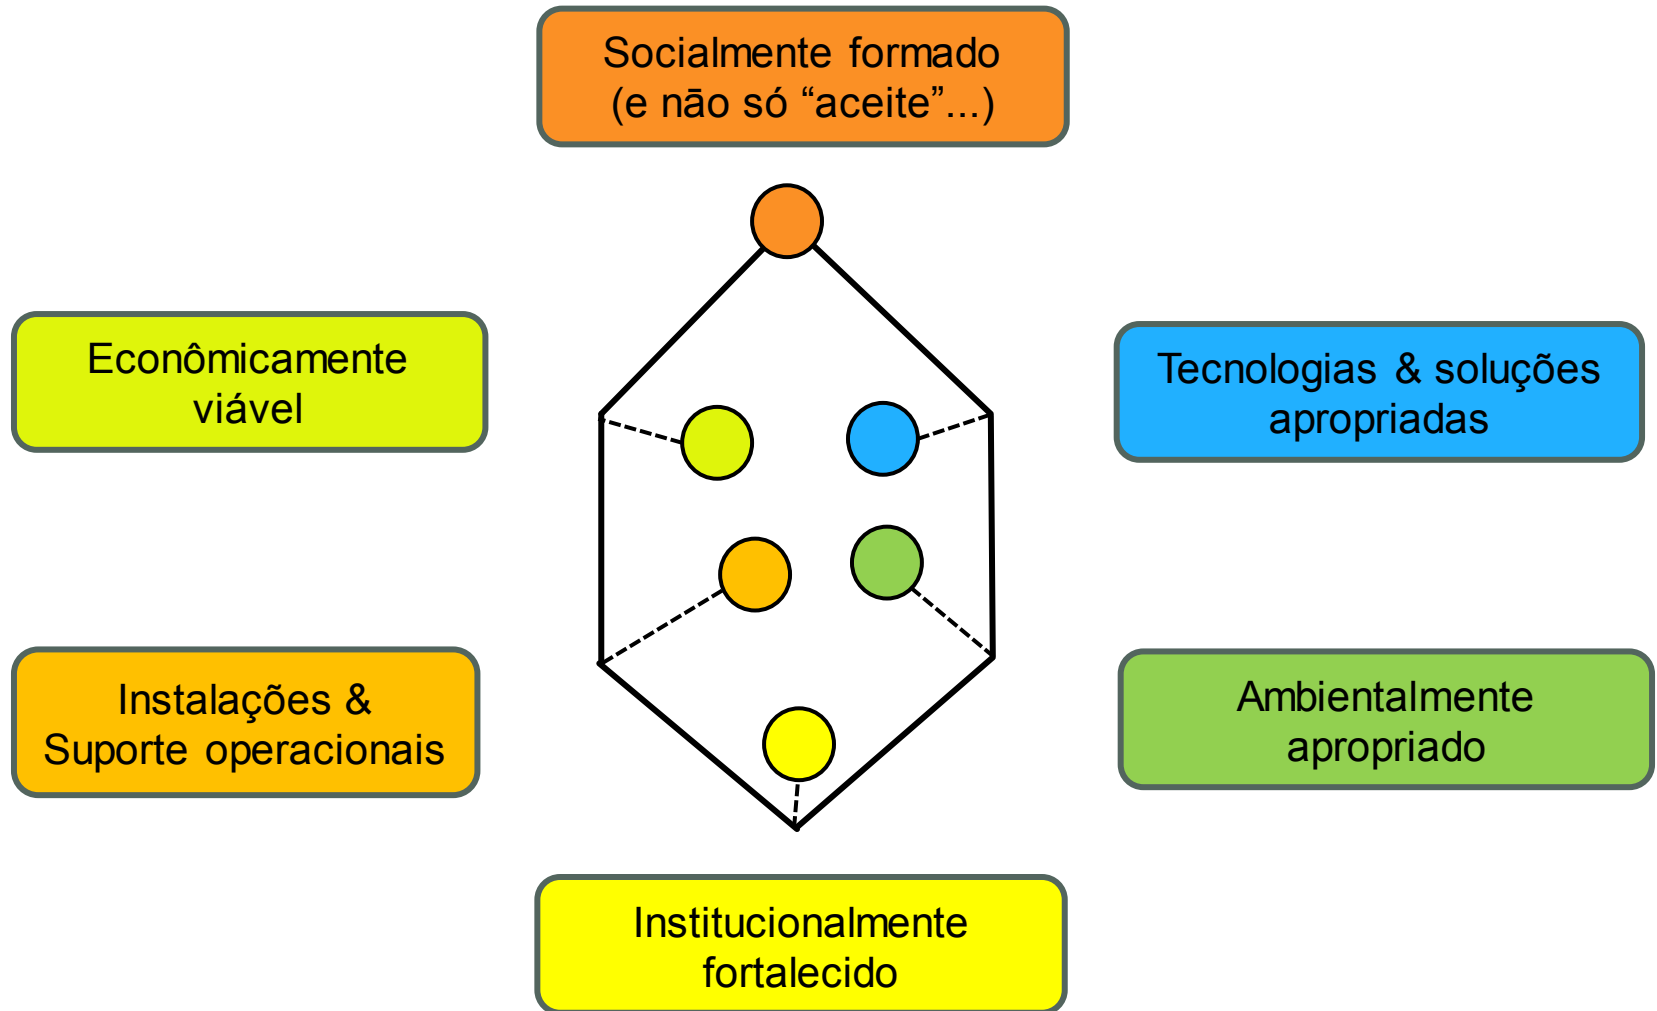 Socialmente formado
(e não só “aceite”...)
Econômicamente
viável
Tecnologias & soluções
apropriadas
Instalações &
Suporte operacionais
Ambientalmente
apropriado
Institucionalmente
fortalecido